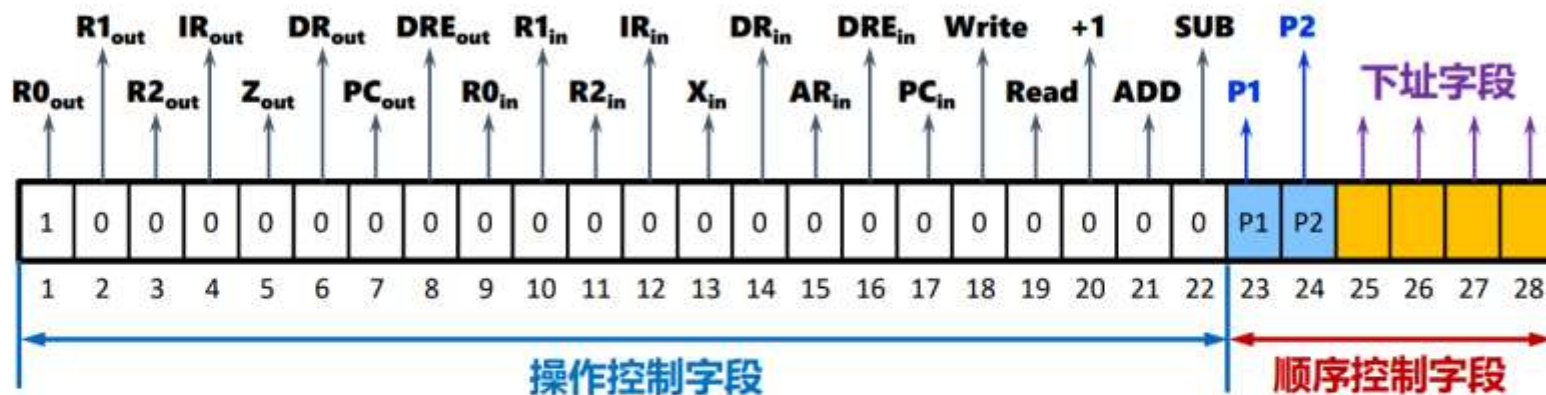 R1out IRout DRout DREout R1in IRin DRin DREin Write +1 SUB P2
R0out R2out Zout PCout R0in R2in Xin ARin PCin Read ADD P1 下址字段
1 0 0 0 0 0 0 0 0 0 0 0 0 0 0 0 0 0 0 0 0 0 P1 P2
1 2 3 4 5 6 7 8 9 10 11 12 13 14 15 16 17 18 19 20 21 22 23 24 25 26 27 28
操作控制字段 顺序控制字段